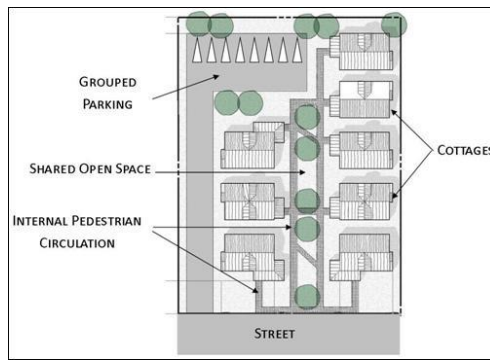 GROUPED
PARKING
SHARED OPEN SPACE
COTTAGES
INTERNAL PEDESTRIAN
CIRCULATION
STREET